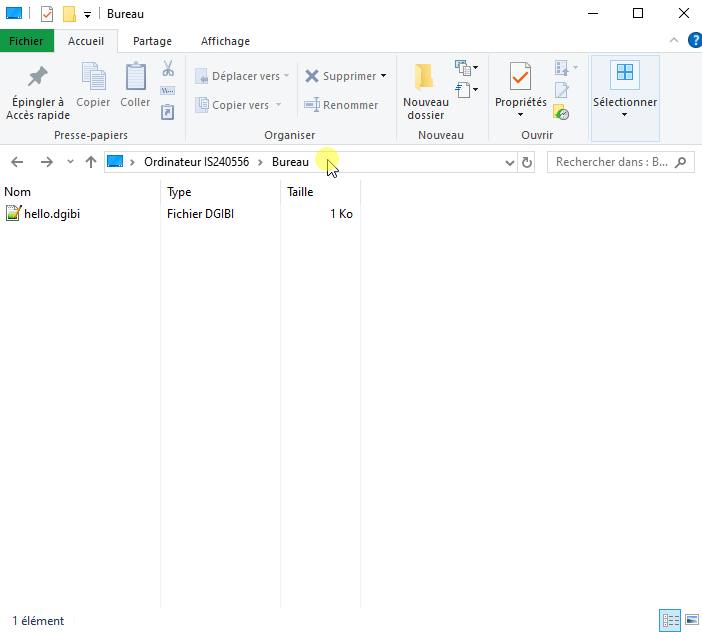 Bureau
Fichier Accueil Partage Affichage
?
Épingler à
Accès rapide
Copier
Coller
Déplacer vers
Copier vers
Supprimer
Renommer
Nouveau
dossier
Propriétés
Sélectionner
Presse-papiers Organiser Nouveau Ouvrir
Ordinateur IS240556 > Bureau
Rechercher dans : B...
Nom Type Taille
hello.dgibi Fichier DGIBI 1 Ko
1 élément